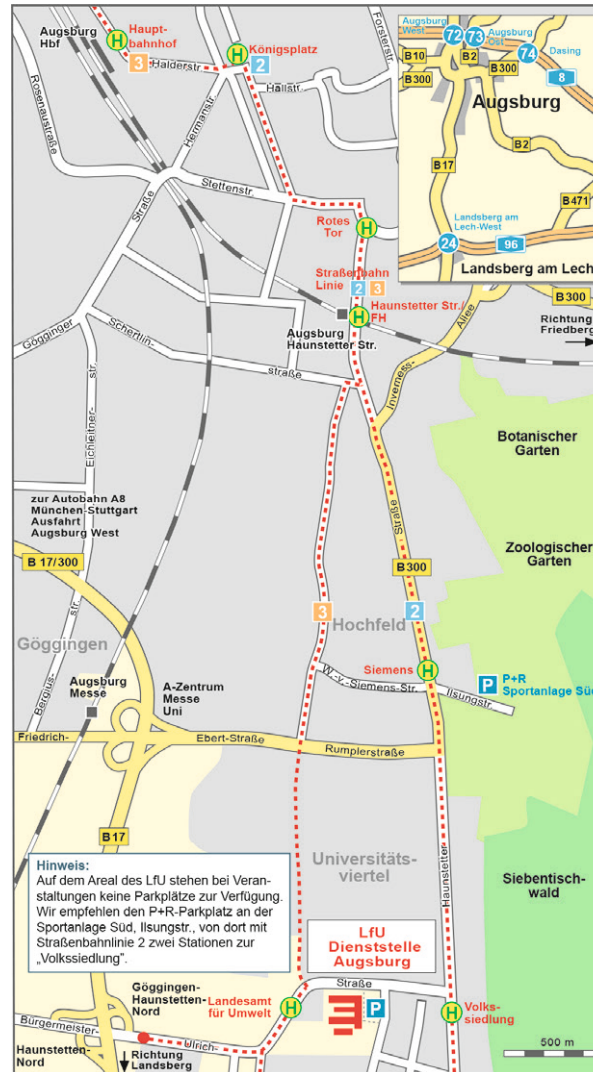 Augsburg
Hbf
Haupt-
bahnhof
H
3
Halderstr.
H
Königsplatz
2
Hallstr.
Forsterstr.
Rosenaustraße
Hermanstr.
Stettenstr.
Straße
Gögginger
Rotes
Tor
H
Straßenbahn
Linie
2
3
Haunstetter Str./
FH
H
Augsburg
Haunstetter Str.
Schertlin-
straße
Inverness-
Allee
B 300
Richtung
Friedberg
Augsburg
West
72
73
Augsburg
Ost
74
Dasing
8
B10
B2
B300
B300
Augsburg
B2
B17
B471
Landsberg am
Lech-West
24
96
Landsberg am Lech
Eichleitner-
str.
zur Autobahn A8
München-Stuttgart
Ausfahrt
Augsburg West
B 17/300
Göggingen
Bergius-
str.
Augsburg
Messe
A-Zentrum
Messe
Uni
Friedrich-
Ebert-Straße
Rumplerstraße
B17
Straße
B300
3
2
Hochfeld
Siemens
H
W.-v.-Siemens-Str.
Ilsungstr.
P
P+R
Sportanlage Süd
Botanischer
Garten
Zoologischer
Garten
Siebentisch-
wald
Haunstetter
Universitäts-
viertel
Hinweis:
Auf dem Areal des LfU stehen bei Veran-
staltungen keine Parkplätze zur Verfügung.
Wir empfehlen den P+R-Parkplatz an der
Sportanlage Süd, Ilsungstr., von dort mit
Straßenbahnlinie 2 zwei Stationen zur
„Volkssiedlung“.
LfU
Dienststelle
Augsburg
Göggingen-
Haunstetten-
Nord
Landesamt
für Umwelt
H
Straße
P
H
Volks-
siedlung
Bürgermeister-
Ulrich-
Haunstetten-
Nord
Richtung
Landsberg
500 m